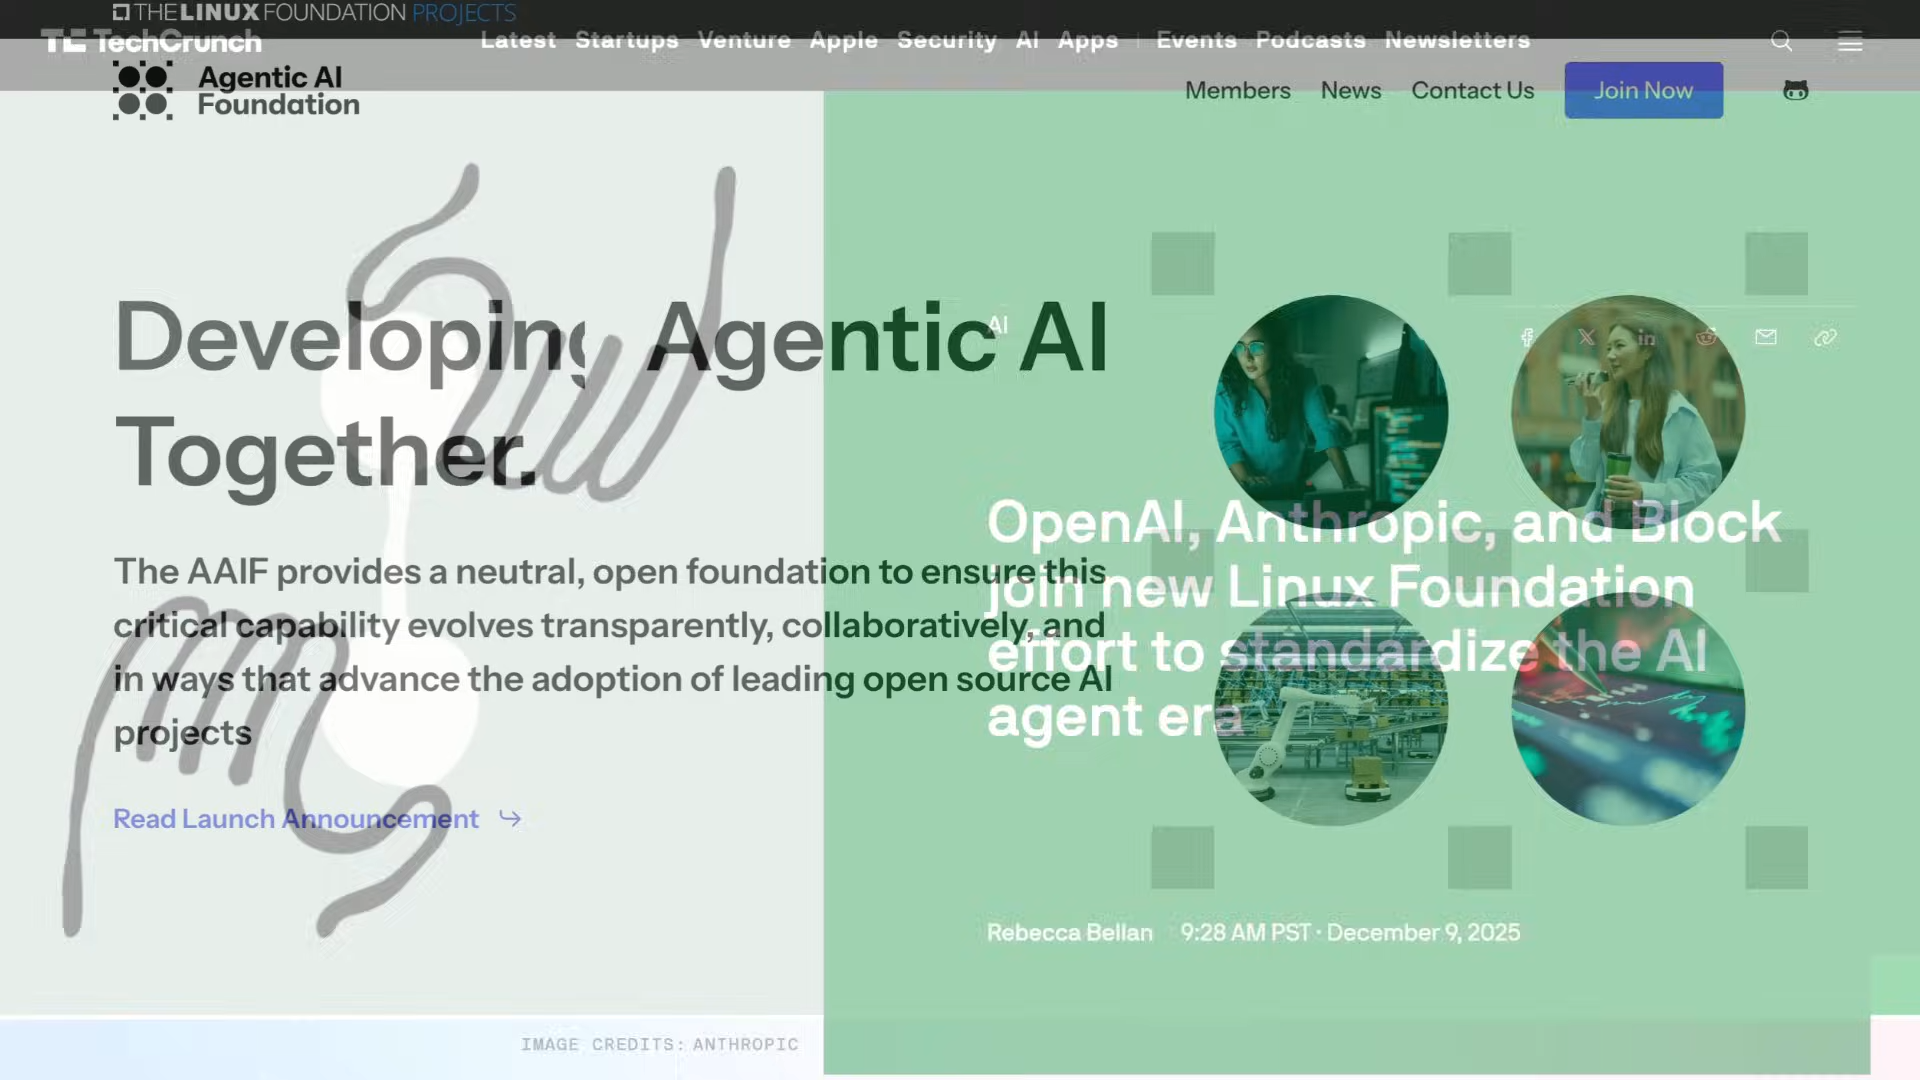 THE LINUX FOUNDATION PROJECTS
TechCrunch
Latest Startups Venture Apple Security AI Apps Events Podcasts Newsletters
Agentic AI
Foundation
Members News Contact Us Join Now
Developing Agentic AI
Together.
The AAIF provides a neutral, open foundation to ensure this
critical capability evolves transparently, collaboratively, and
in ways that advance the adoption of leading open source AI
projects
Read Launch Announcement
AI
OpenAI, Anthropic, and Block
join new Linux Foundation
effort to standardize the AI
agent era
Rebecca Bellan 9:28 AM PST · December 9, 2025
IMAGE CREDITS: ANTHROPIC